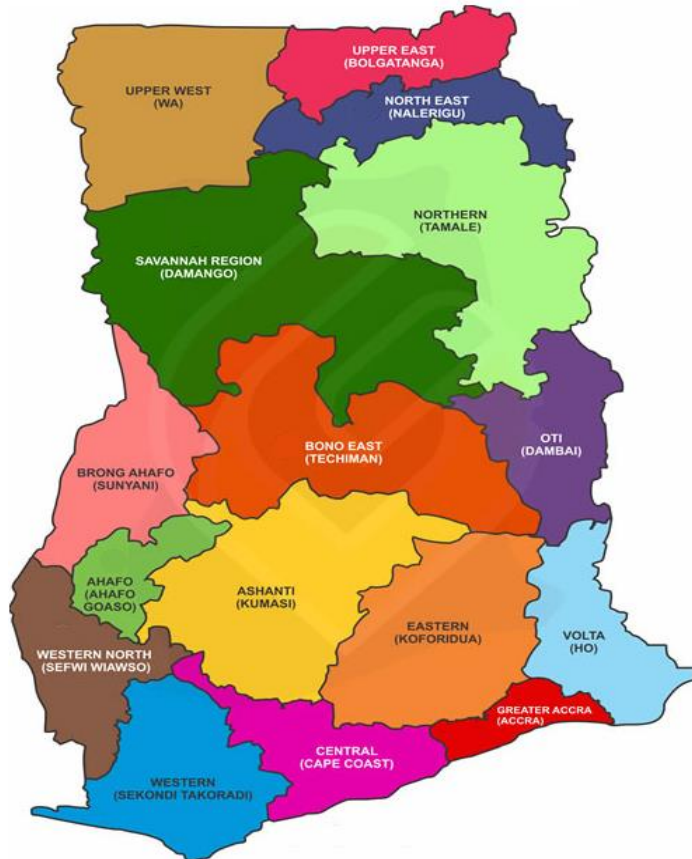 UPPER EAST
(BOLGATANGA)
UPPER WEST
(WA)
NORTH EAST
(NALERIGU)
NORTHERN
(TAMALE)
SAVANNAH REGION
(DAMANGO)
OTI
(DAMBAI)
BONO EAST
(TECHIMAN)
BRONG AHAFO
(SUNYANI)
AHAFO
(AHAFO
GOASO)
ASHANTI
(KUMASI)
EASTERN
(KOFORIDUA)
VOLTA
(HO)
WESTERN NORTH
(SEFWI WIAWSO)
GREATER ACCRA
(ACCRA)
CENTRAL
(CAPE COAST)
WESTERN
(SEKONDI TAKORADI)